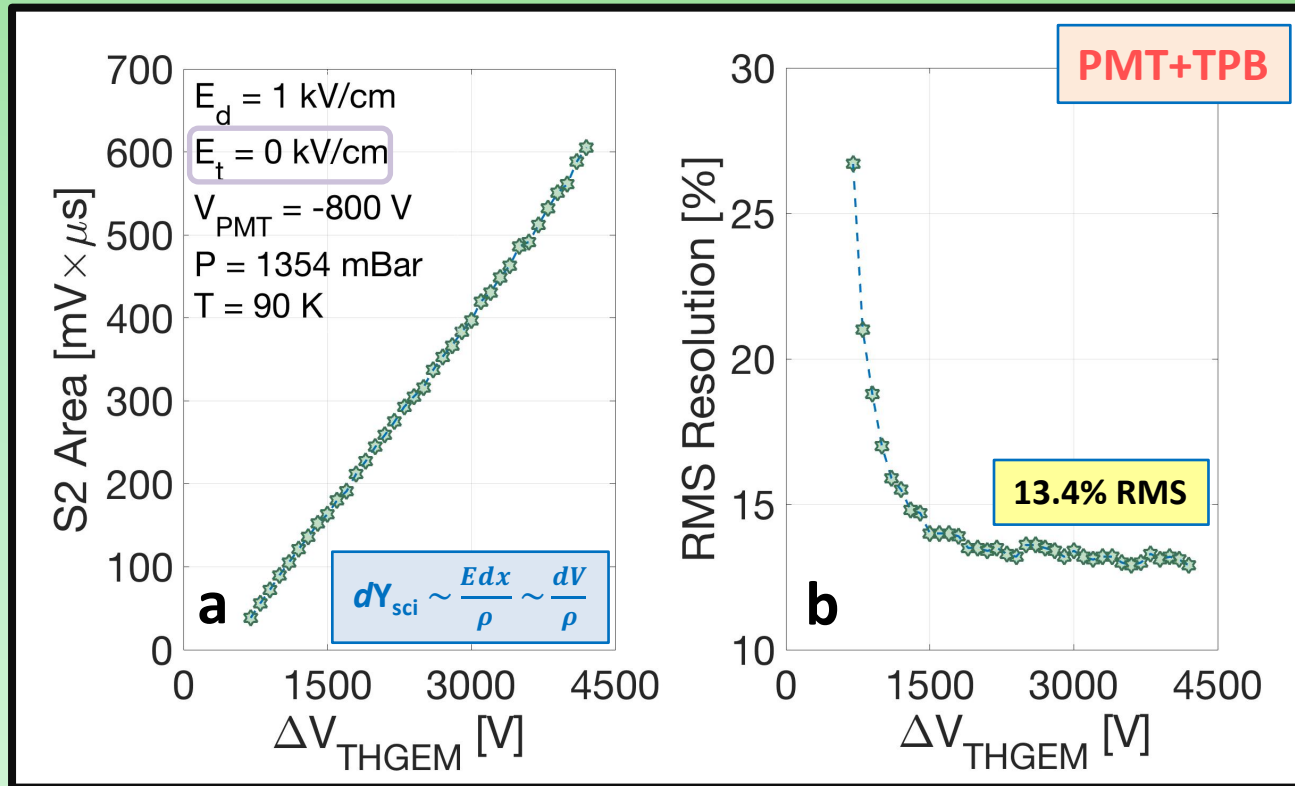 PMT+TPB
700
600
500
400
300
200
100
0
S2 Area [mV × μs]
E_d = 1 kV/cm
E_t = 0 kV/cm
V_PMT = -800 V
P = 1354 mBar
T = 90 K
a
dY_sci ~ Edx/ρ ~ dV/ρ
0 1500 3000 4500
ΔV_THGEM [V]
30
25
20
15
10
RMS Resolution [%]
13.4% RMS
b
0 1500 3000 4500
ΔV_THGEM [V]